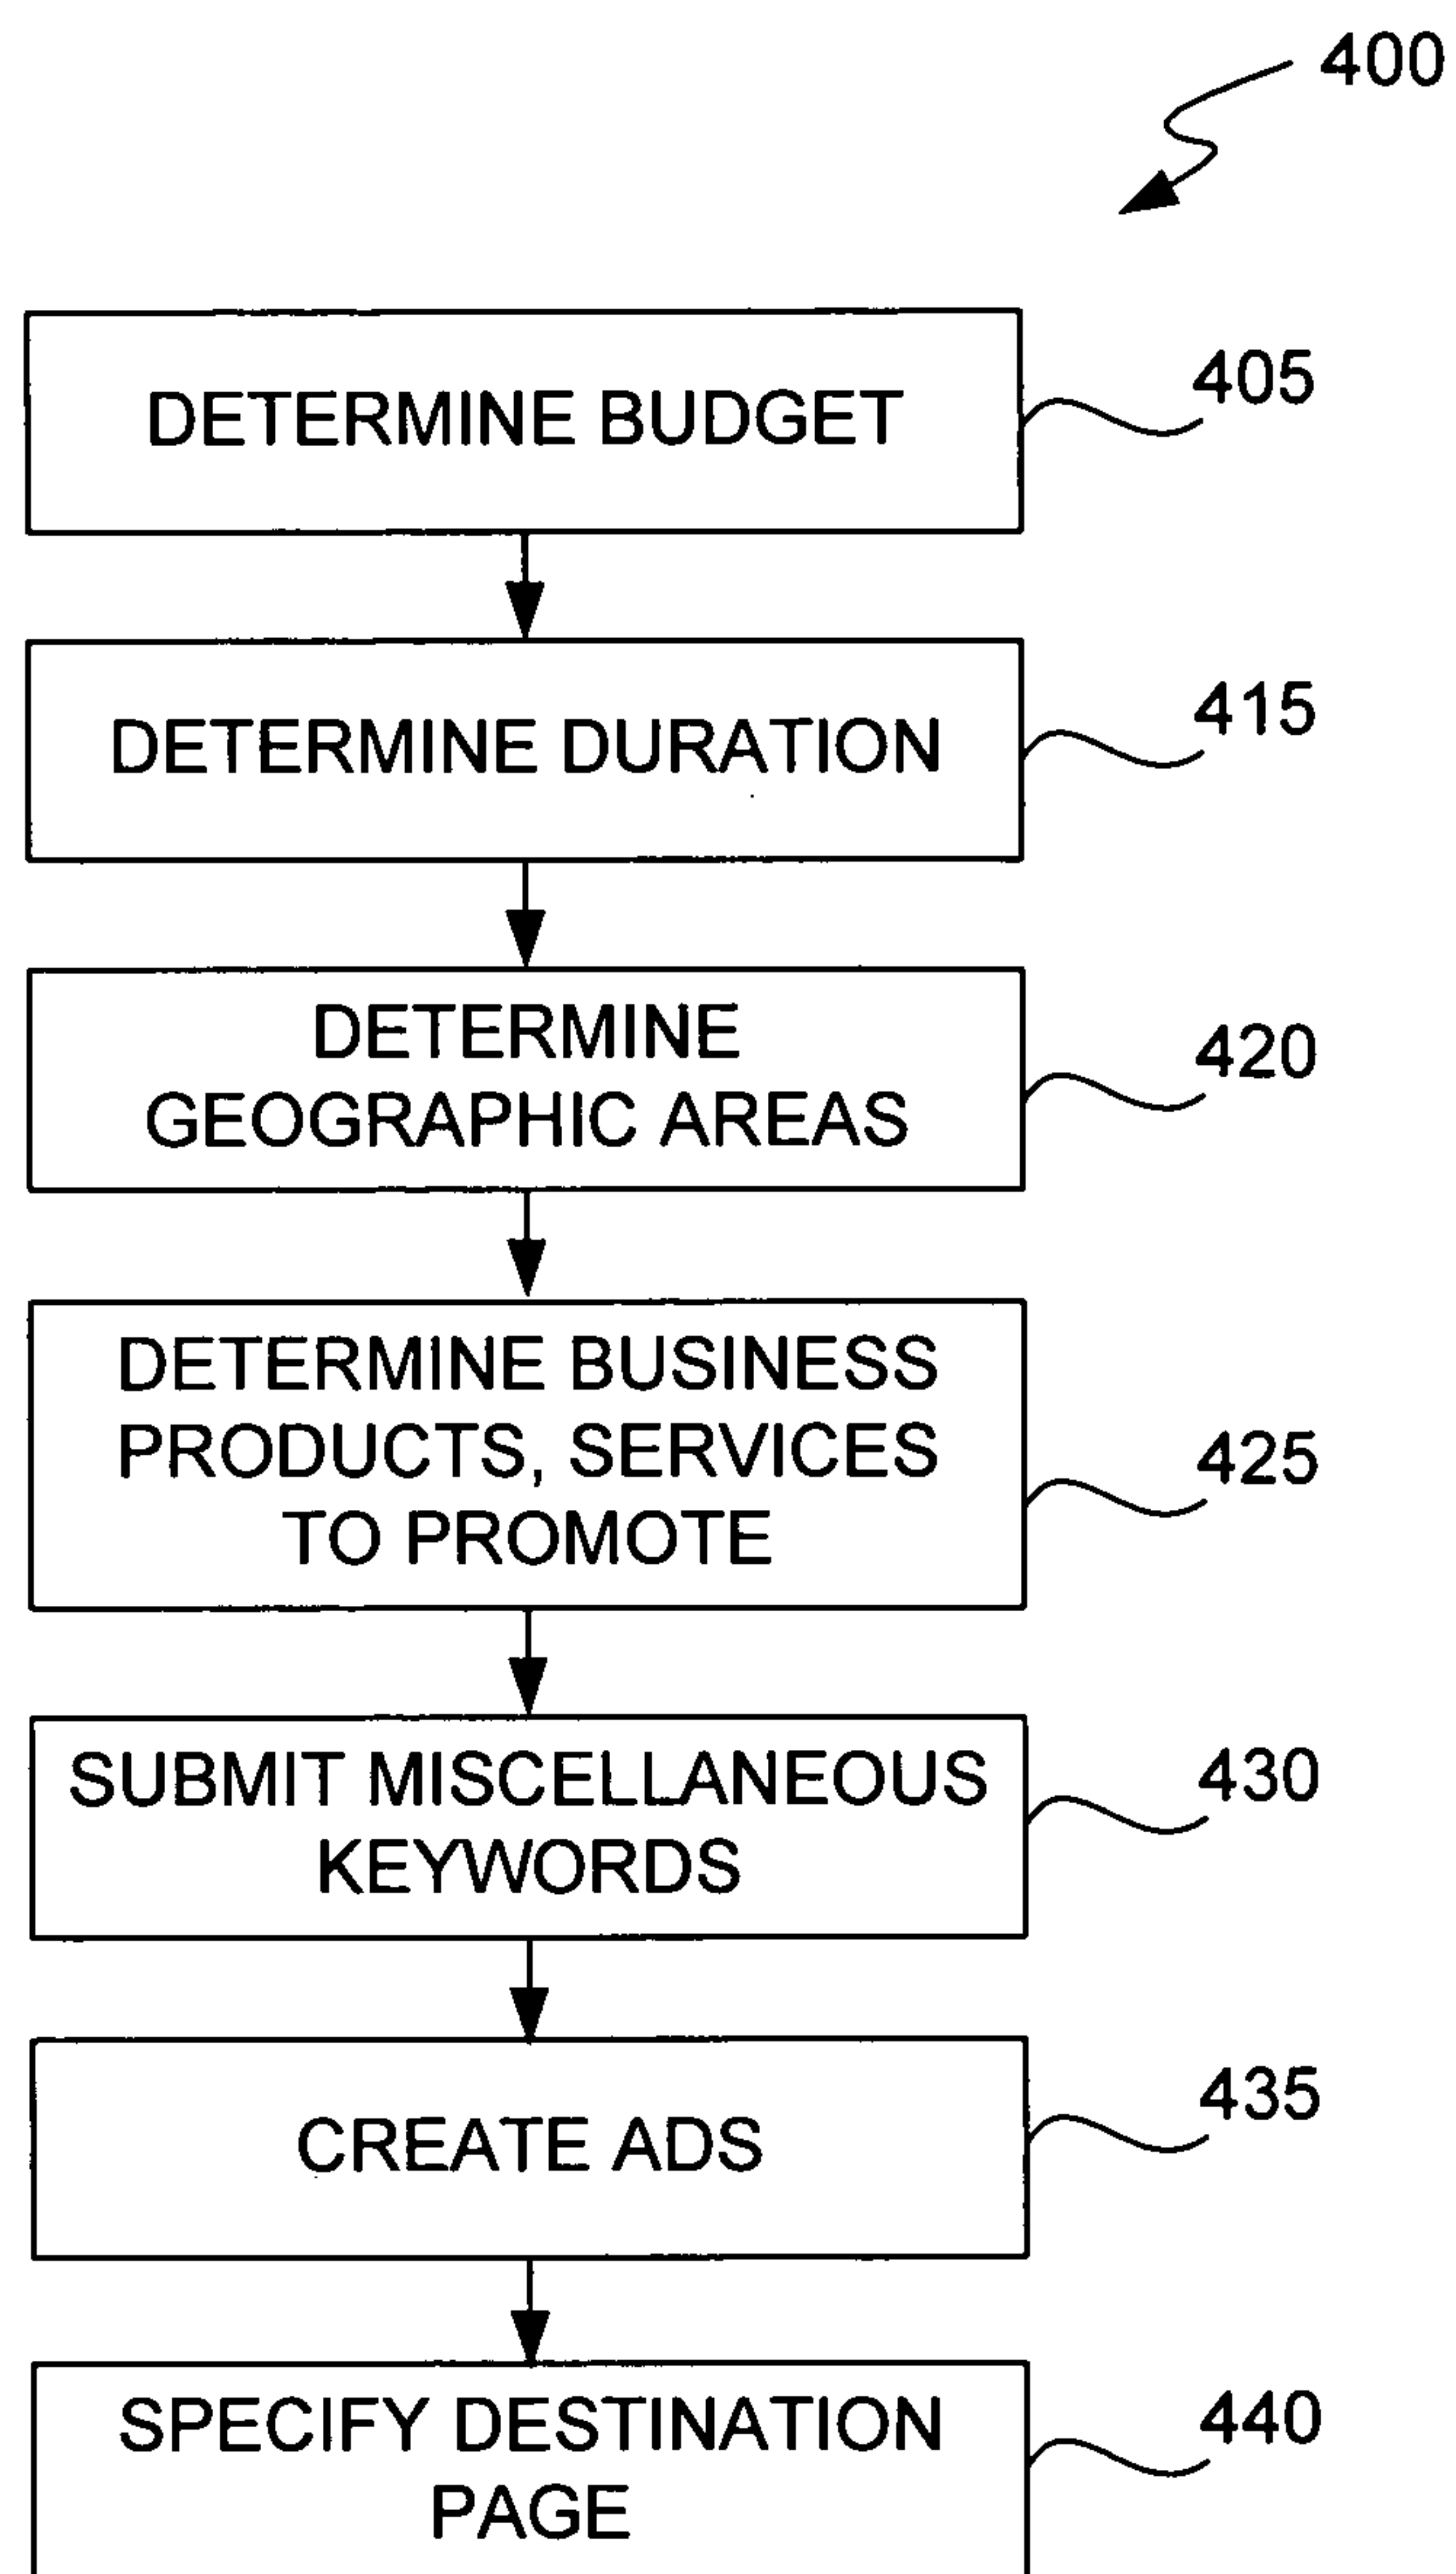 400
DETERMINE BUDGET
405
DETERMINE DURATION
415
DETERMINE
GEOGRAPHIC AREAS
420
DETERMINE BUSINESS
PRODUCTS, SERVICES
TO PROMOTE
425
SUBMIT MISCELLANEOUS
KEYWORDS
430
CREATE ADS
435
SPECIFY DESTINATION
PAGE
440